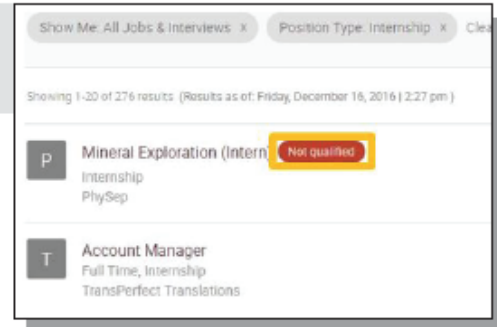 Show Me: All Jobs & Interviews x Position Type: Internship x Clea
Showing 1-20 of 276 results (Results as of: Friday, December 16, 2016 | 2:27 pm )
P Mineral Exploration (Intern) Not qualified
Internship
PhySep
T Account Manager
Full Time, Internship
TransPerfect Translations